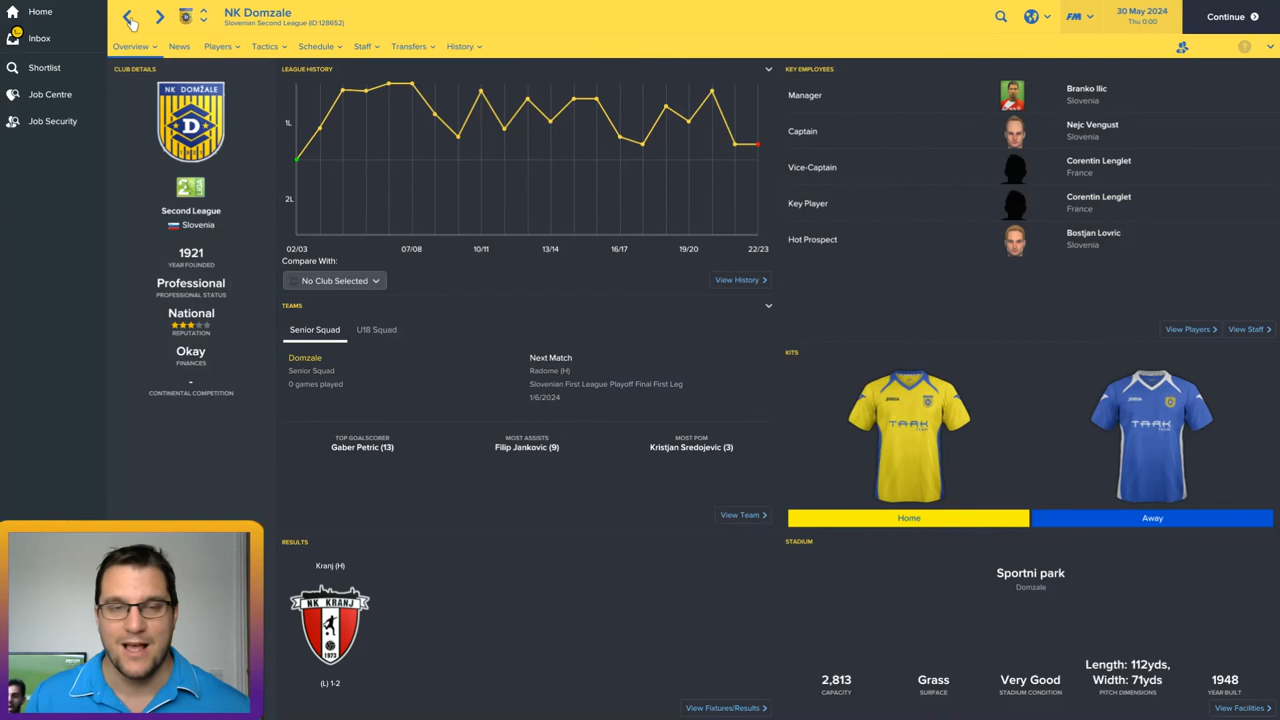 Home
Inbox
Shortlist
Job Centre
Job Security
NK Domzale
Slovenian Second League (ID:128652)
FM
30 May 2024
Thu 0:00
Continue
Overview
News
Players
Tactics
Schedule
Staff
Transfers
History
CLUB DETAILS
NK DOMŽALE
D
Second League
Slovenia
1921
YEAR FOUNDED
Professional
PROFESSIONAL STATUS
National
REPUTATION
Okay
FINANCES
-
CONTINENTAL COMPETITION
LEAGUE HISTORY
1L
2L
02/03 07/08 10/11 13/14 16/17 19/20 22/23
Compare With:
No Club Selected
View History
TEAMS
Senior Squad U18 Squad
Domzale
Senior Squad
0 games played
Next Match
Radome (H)
Slovenian First League Playoff Final First Leg
1/6/2024
TOP GOALSCORER
Gaber Petric (13)
MOST ASSISTS
Filip Jankovic (9)
MOST POM
Kristjan Sredojevic (3)
View Team
RESULTS
Kranj (H)
NK KRANJ
1973
(L) 1-2
View Fixtures/Results
KEY EMPLOYEES
Manager
Branko Ilic
Slovenia
Captain
Nejc Vengust
Slovenia
Vice-Captain
Corentin Lenglet
France
Key Player
Corentin Lenglet
France
Hot Prospect
Bostjan Lovric
Slovenia
View Players
View Staff
KITS
JOMA
TARK
JOMA
TARK
Home
Away
STADIUM
Sportni park
Domzale
2,813
CAPACITY
Grass
SURFACE
Very Good
STADIUM CONDITION
Length: 112yds,
Width: 71yds
PITCH DIMENSIONS
1948
YEAR BUILT
View Facilities